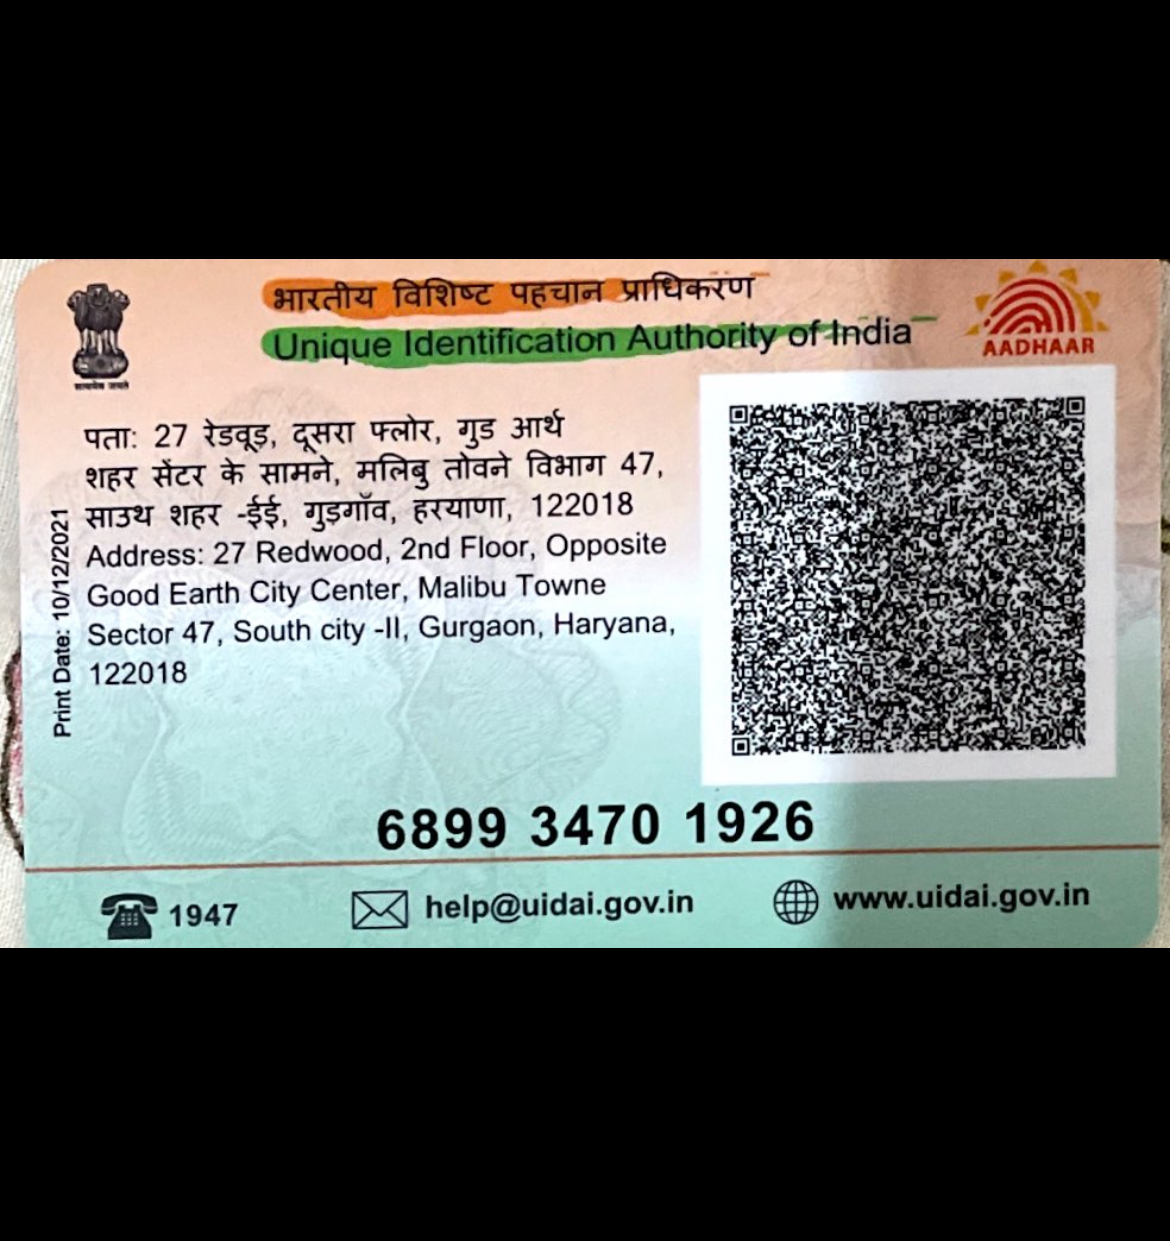 भारतीय विशिष्ट पहचान प्राधिकरण
Unique Identification Authority of India
AADHAAR
पता: 27 रेडवूड, दूसरा फ्लोर, गुड आर्थ
शहर सेंटर के सामने, मलिबु तोवने विभाग 47,
साउथ शहर -ईई, गुड़गाँव, हरयाणा, 122018
Address: 27 Redwood, 2nd Floor, Opposite
Good Earth City Center, Malibu Towne
Sector 47, South city -II, Gurgaon, Haryana,
122018
Print Date: 10/12/2021
6899 3470 1926
1947
help@uidai.gov.in
www.uidai.gov.in